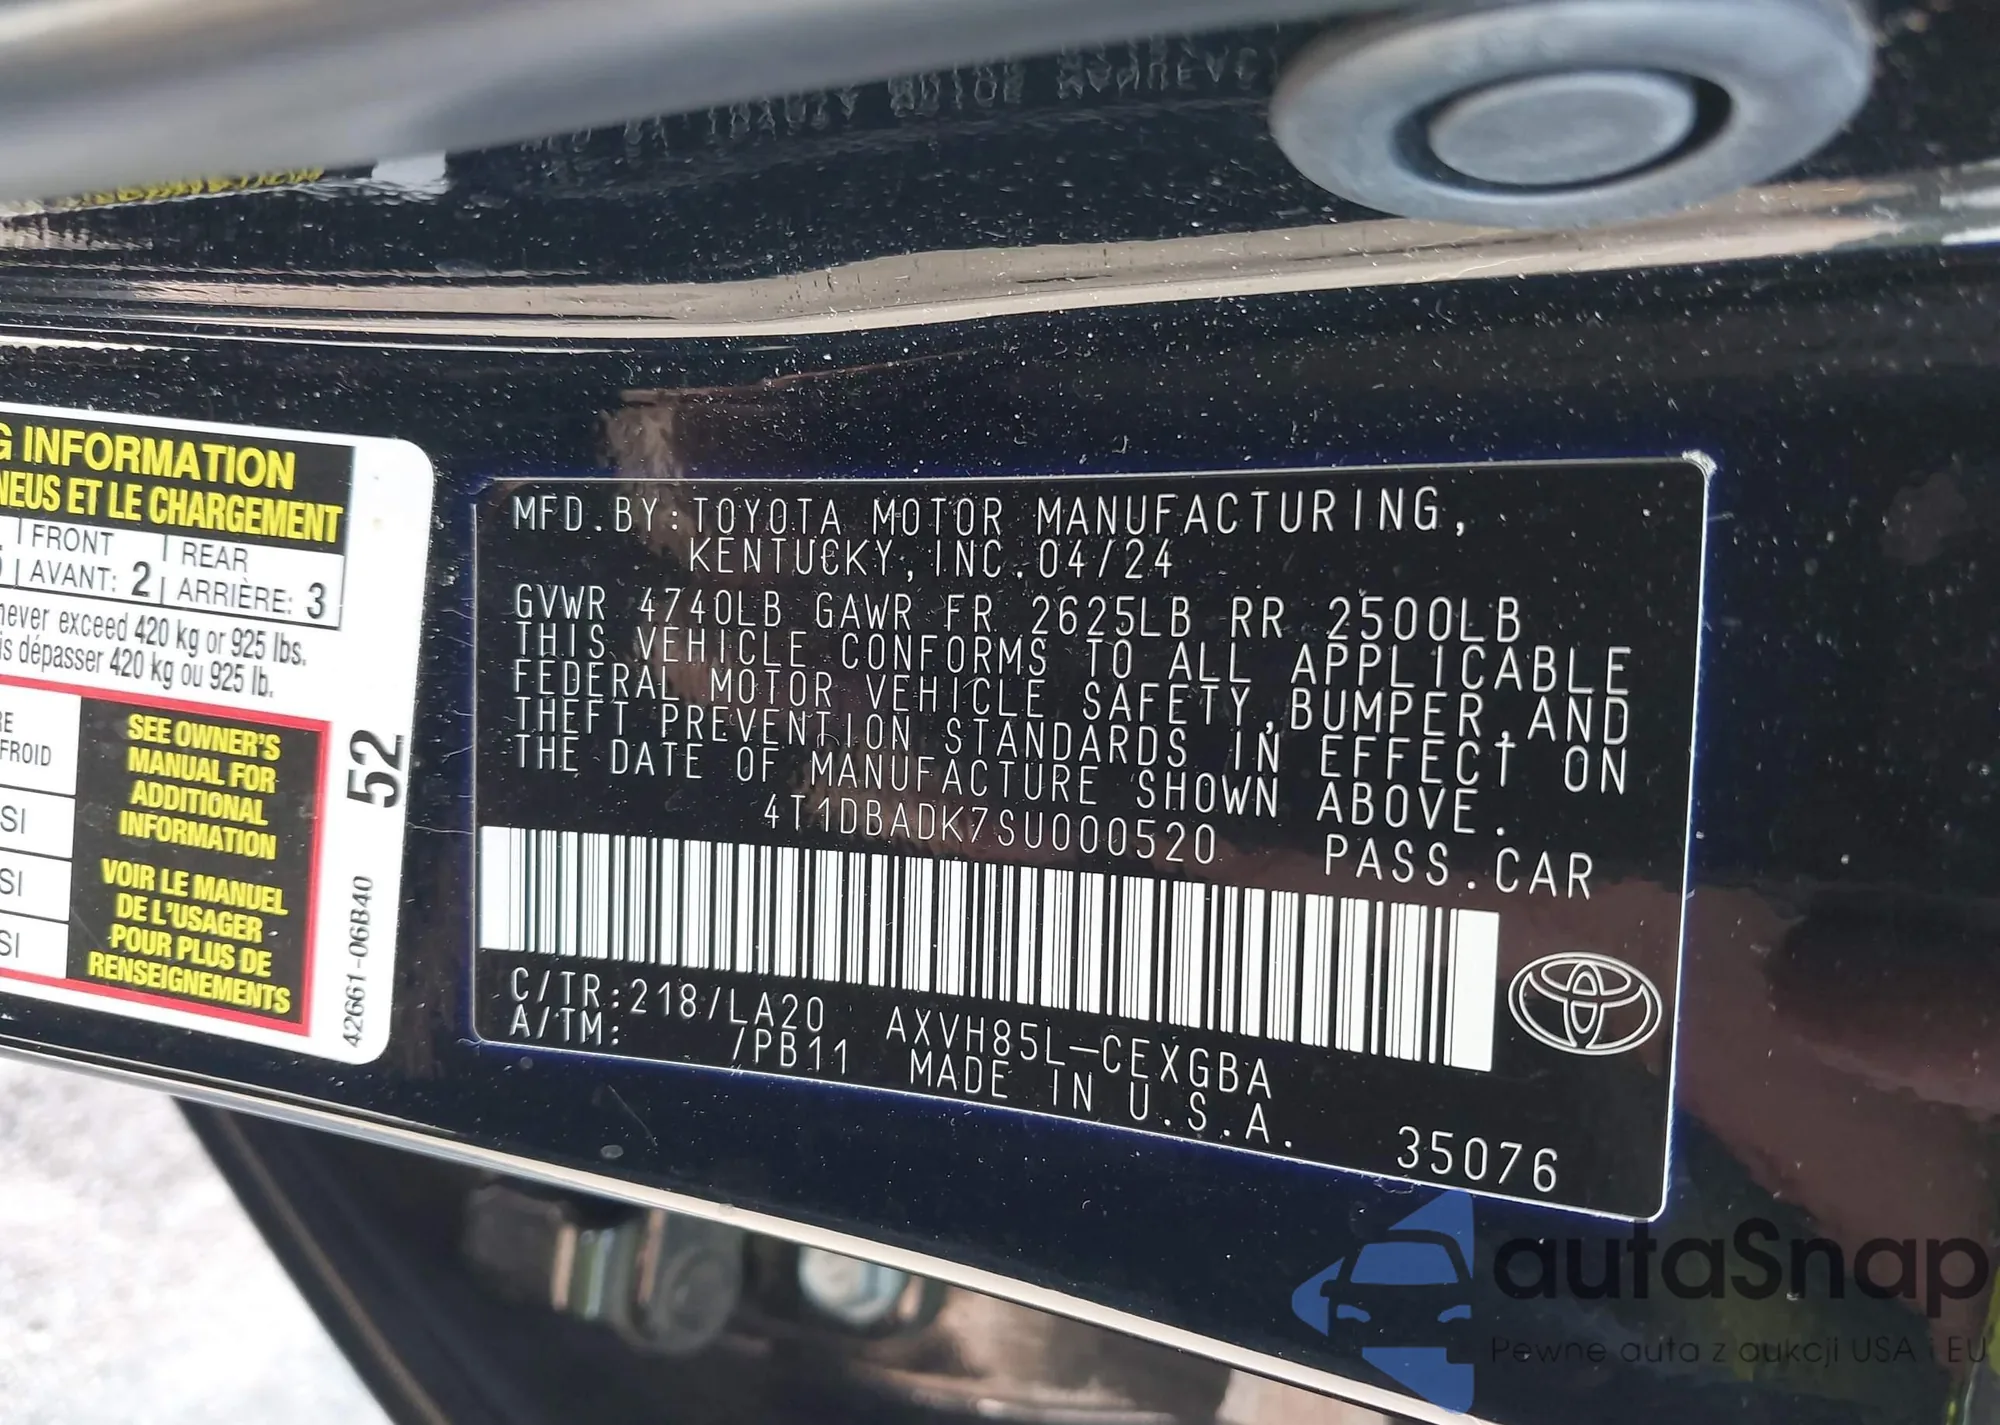 G INFORMATION
NEUS ET LE CHARGEMENT
FRONT REAR
AVANT: 2 ARRIÈRE: 3
never exceed 420 kg or 925 lbs.
is dépasser 420 kg ou 925 lb.
RE
FROID
SI
SI
SI
SEE OWNER'S
MANUAL FOR
ADDITIONAL
INFORMATION
VOIR LE MANUEL
DE L'USAGER
POUR PLUS DE
RENSEIGNEMENTS
52
42661-06B40
MFD.BY:TOYOTA MOTOR MANUFACTURING,
KENTUCKY,INC.04/24
GVWR 4740LB GAWR FR 2625LB RR 2500LB
THIS VEHICLE CONFORMS TO ALL APPLICABLE
FEDERAL MOTOR VEHICLE SAFETY,BUMPER,AND
THEFT PREVENTION STANDARDS IN EFFECT ON
THE DATE OF MANUFACTURE SHOWN ABOVE.
4T1DBADK7SU000520 PASS.CAR
C/TR:218/LA20 AXVH85L-CEXGBA
A/TM: /PB11 MADE IN U.S.A.
35076
autaSnap
Pewne auta z aukcji USA i EU